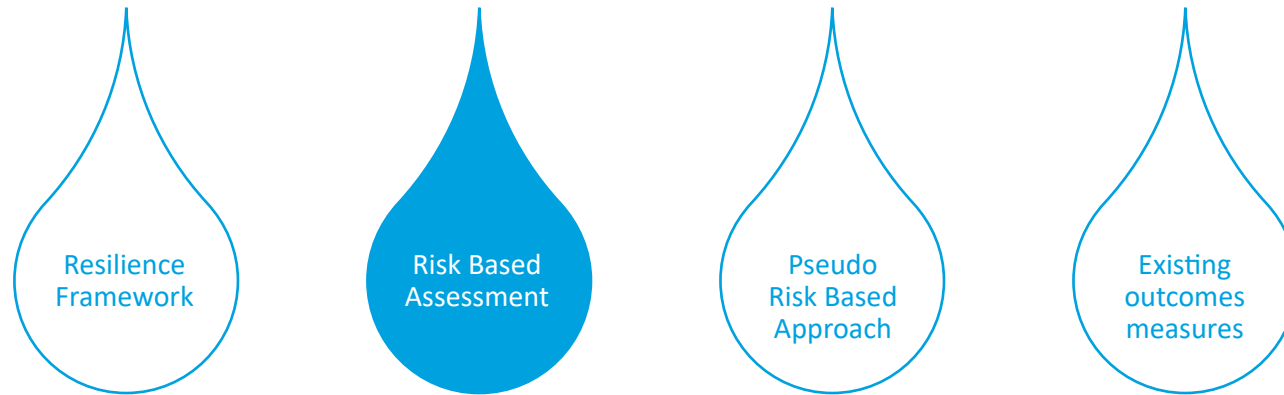 Resilience
Framework
Risk Based
Assessment
Pseudo
Risk Based
Approach
Existing
outcomes
measures